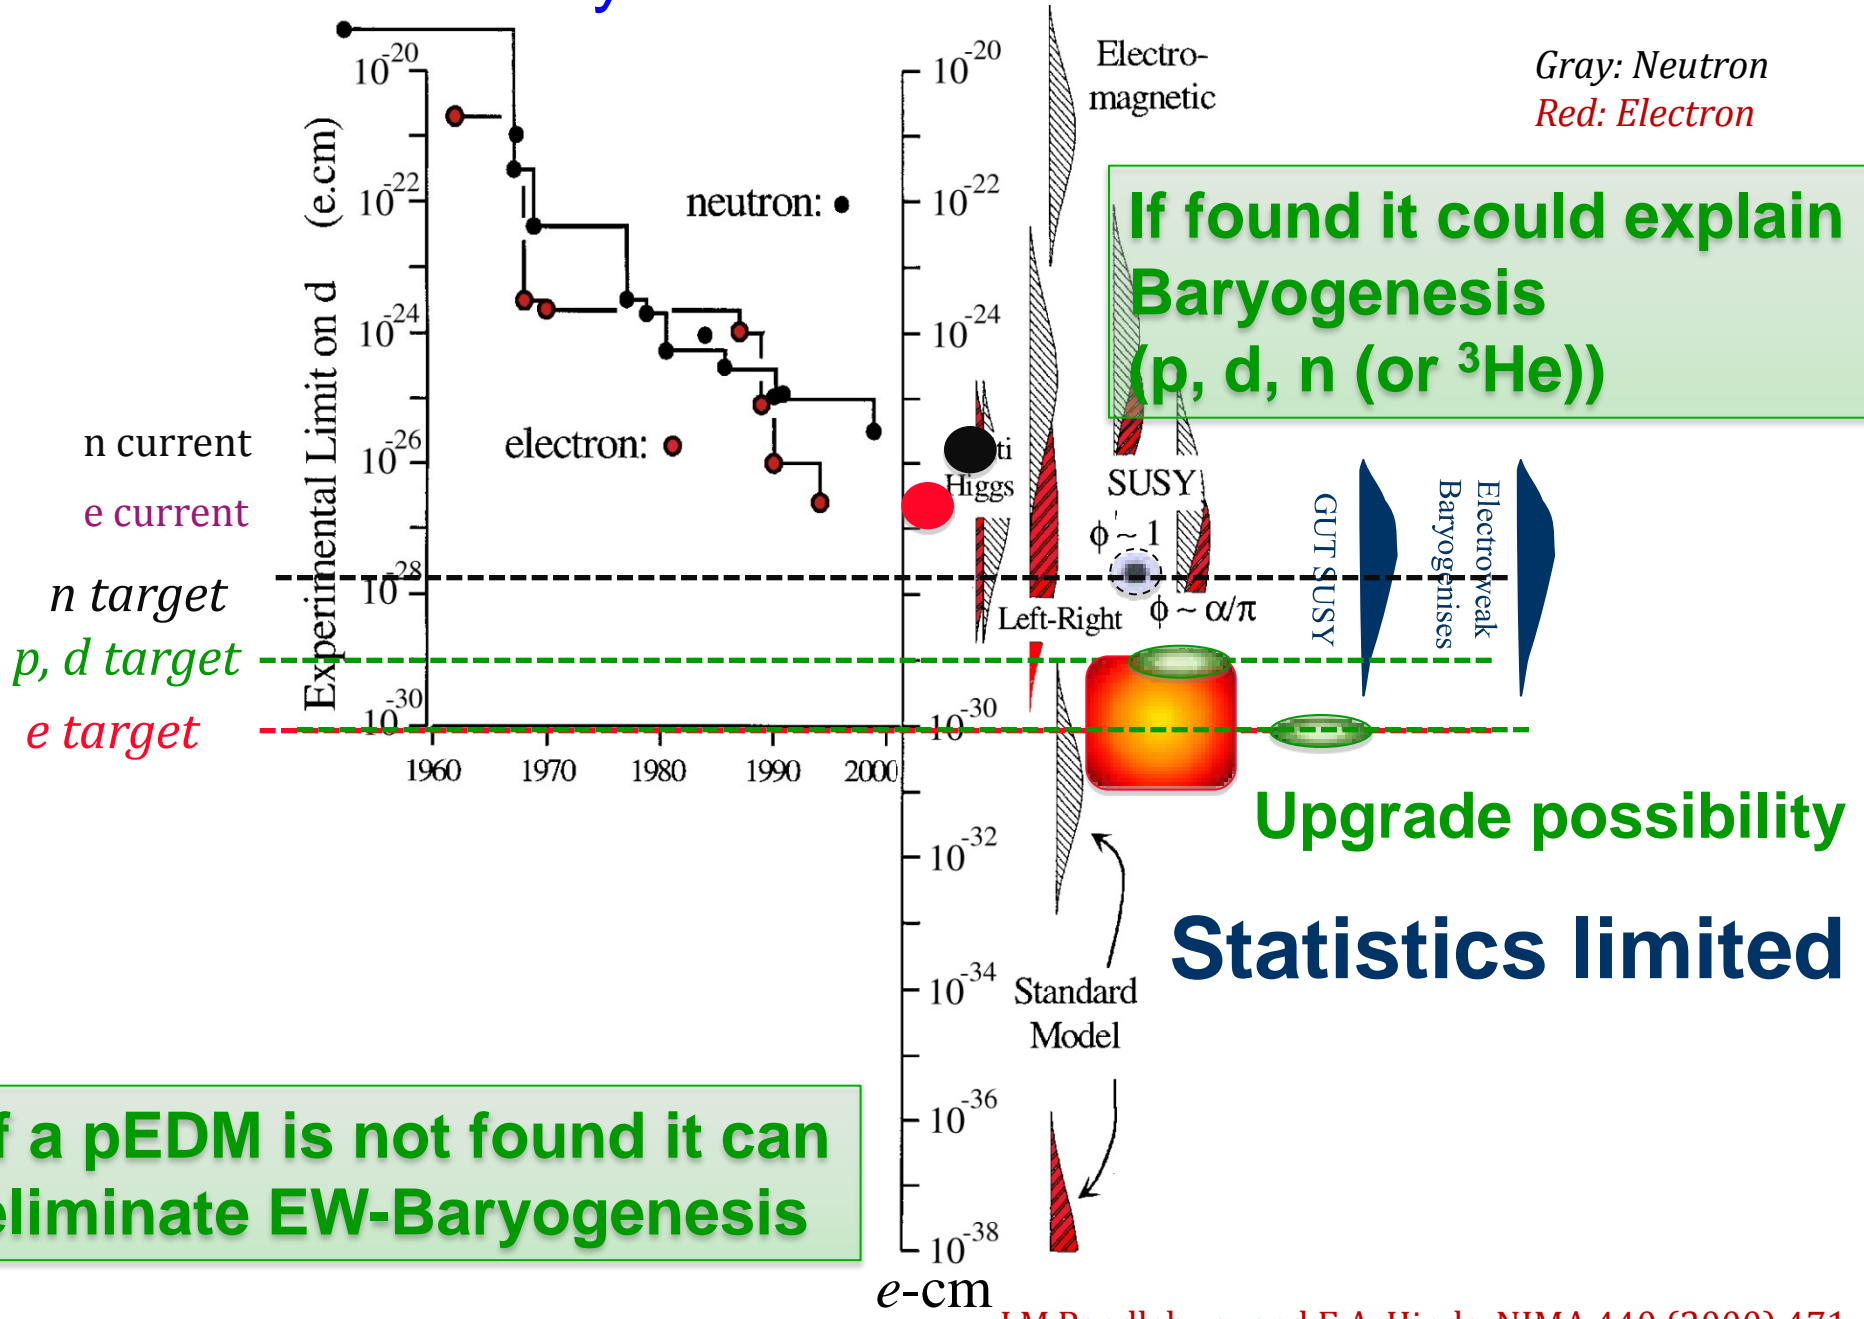 Gray: Neutron
Red: Electron
Experimental Limit on d (e.cm)
10-20
10-22
10-24
10-26
10-28
10-30
neutron:
electron:
1960 1970 1980 1990 2000
10-20
10-22
10-24
10-30
10-32
10-34
10-36
10-38
e-cm
Electro-
magnetic
If found it could explain
Baryogenesis
(p, d, n (or 3He))
n current
e current
n target
p, d target
e target
Higgs
SUSY
ϕ ~ 1
ϕ ~ α/π
Left-Right
GUT SUSY
Electroweak
Baryogenises
Upgrade possibility
Statistics limited
Standard
Model
f a pEDM is not found it can
eliminate EW-Baryogenesis